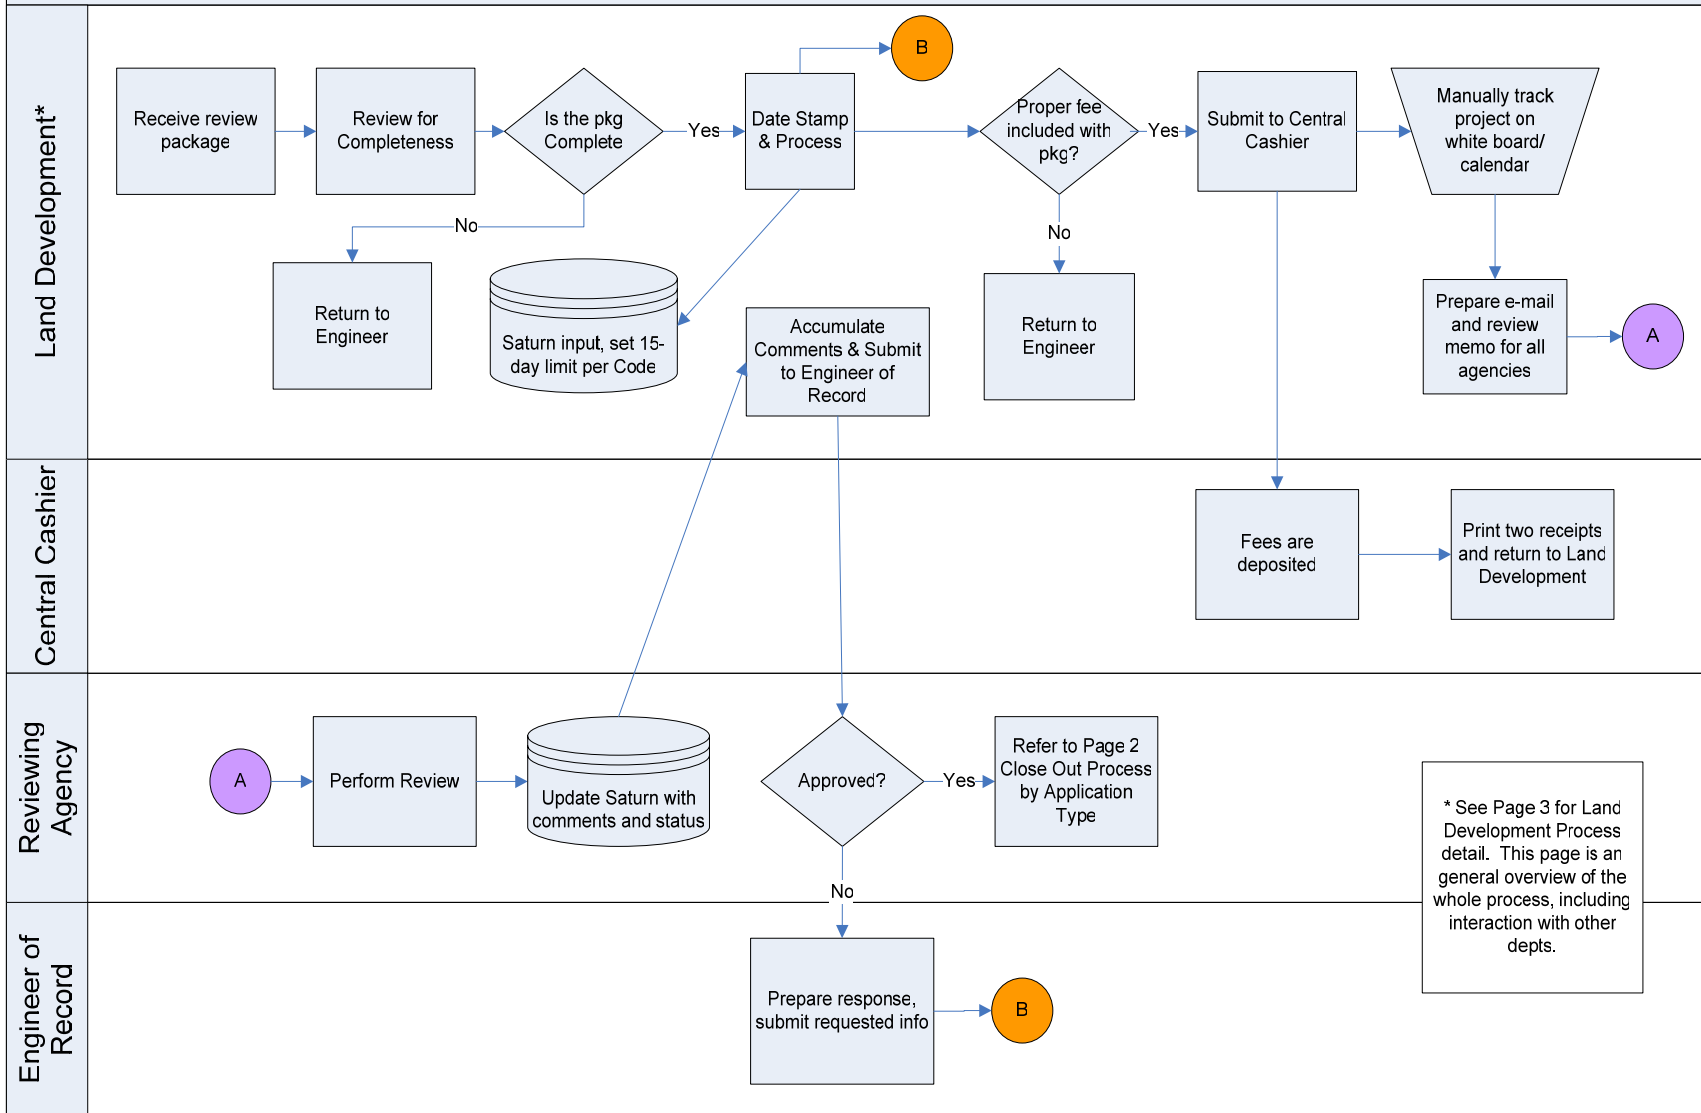 Land Development*
Receive review
package
Review for
Completeness
Is the pkg
Complete
Yes
No
Return to
Engineer
Date Stamp
& Process
B
Saturn input, set 15-
day limit per Code
Accumulate
Comments & Submit
to Engineer of
Record
Proper fee
included with
pkg?
Yes
No
Return to
Engineer
Submit to Central
Cashier
Manually track
project on
white board/
calendar
Prepare e-mail
and review
memo for all
agencies
A
Central Cashier
Fees are
deposited
Print two receipts
and return to Land
Development
Reviewing
Agency
A
Perform Review
Update Saturn with
comments and status
Approved?
Yes
No
Refer to Page 2
Close Out Process
by Application
Type
* See Page 3 for Land
Development Process
detail.  This page is an
general overview of the
whole process, including
interaction with other
depts.
Engineer of
Record
Prepare response,
submit requested info
B